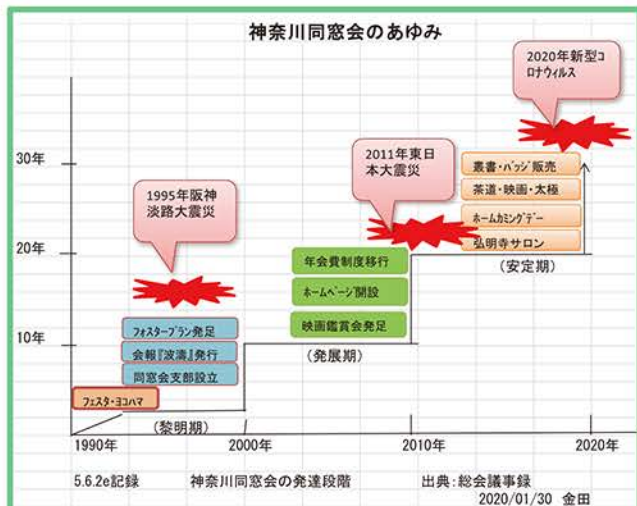 神奈川同窓会のあゆみ
2020年新型コ
ロナウィルス
2011年東日
本大震災
1995年阪神
淡路大震災
30年
叢書・バッジ販売
茶道・映画・太極
ホームカミングデー
弘明寺サロン
20年
(安定期)
年会費制度移行
ホームページ開設
映画鑑賞会発足
10年
(発展期)
フォスタープラン発足
会報『波濤』発行
同窓会支部設立
フェスタ・ヨコハマ
(黎明期)
1990年
2000年
2010年
2020年
5.6.2e記録
神奈川同窓会の発達段階
出典:総会議事録
2020/01/30 金田